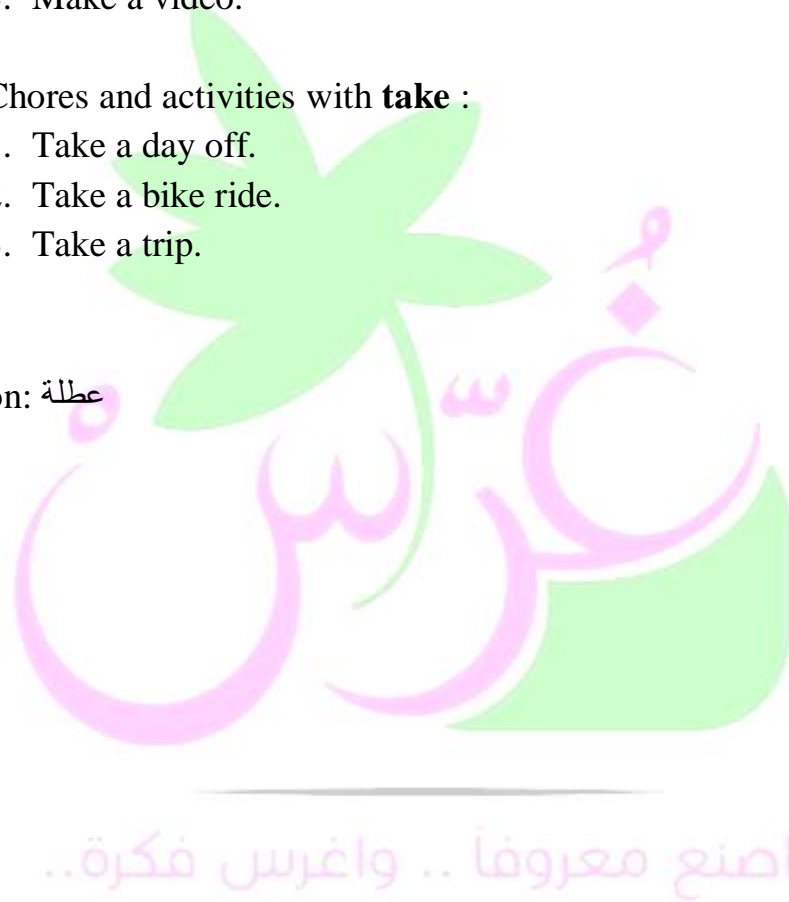 . Make a video.
Chores and activities with take :
. Take a day off.
. Take a bike ride.
. Take a trip.
on: عطلة
غُرّاس
اصنع معروفاً .. واغرس فكرة..